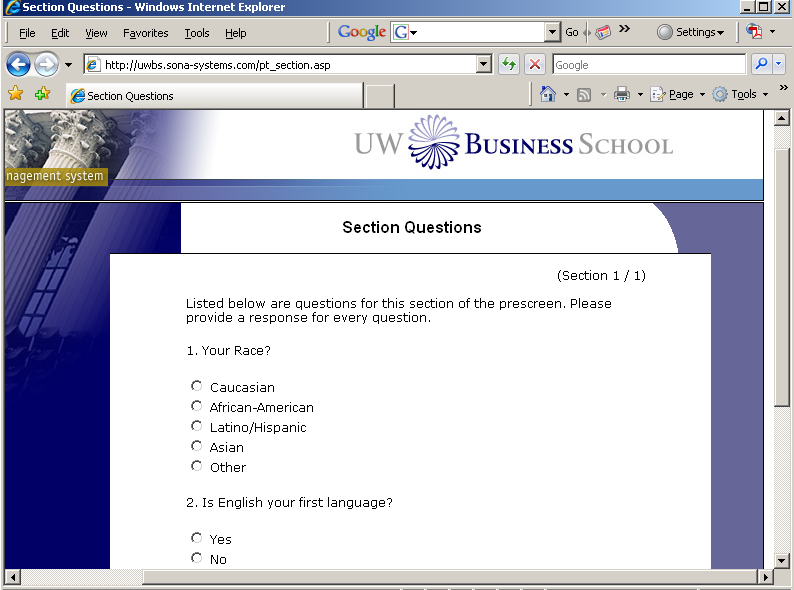 Section Questions - Windows Internet Explorer
File Edit View Favorites Tools Help
Google G Go Settings
http://uwbs.sona-systems.com/pt_section.asp
Google
Section Questions
Page Tools
nagement system
UW BUSINESS SCHOOL
Section Questions
(Section 1 / 1)
Listed below are questions for this section of the prescreen. Please
provide a response for every question.
1. Your Race?
Caucasian
African-American
Latino/Hispanic
Asian
Other
2. Is English your first language?
Yes
No